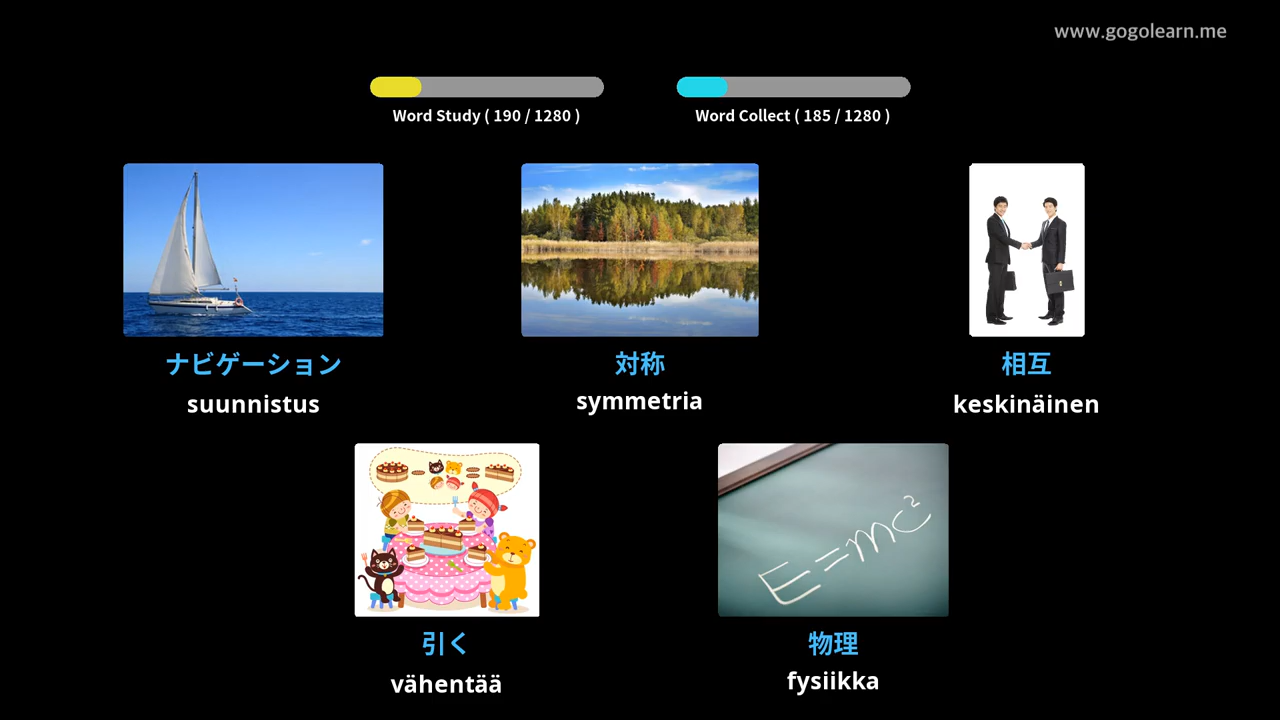 www.gogolearn.me
Word Study ( 190 / 1280 )
Word Collect ( 185 / 1280 )
ナビゲーション
suunnistus
対称
symmetria
相互
keskinäinen
引く
vähentää
E=mc²
物理
fysiikka